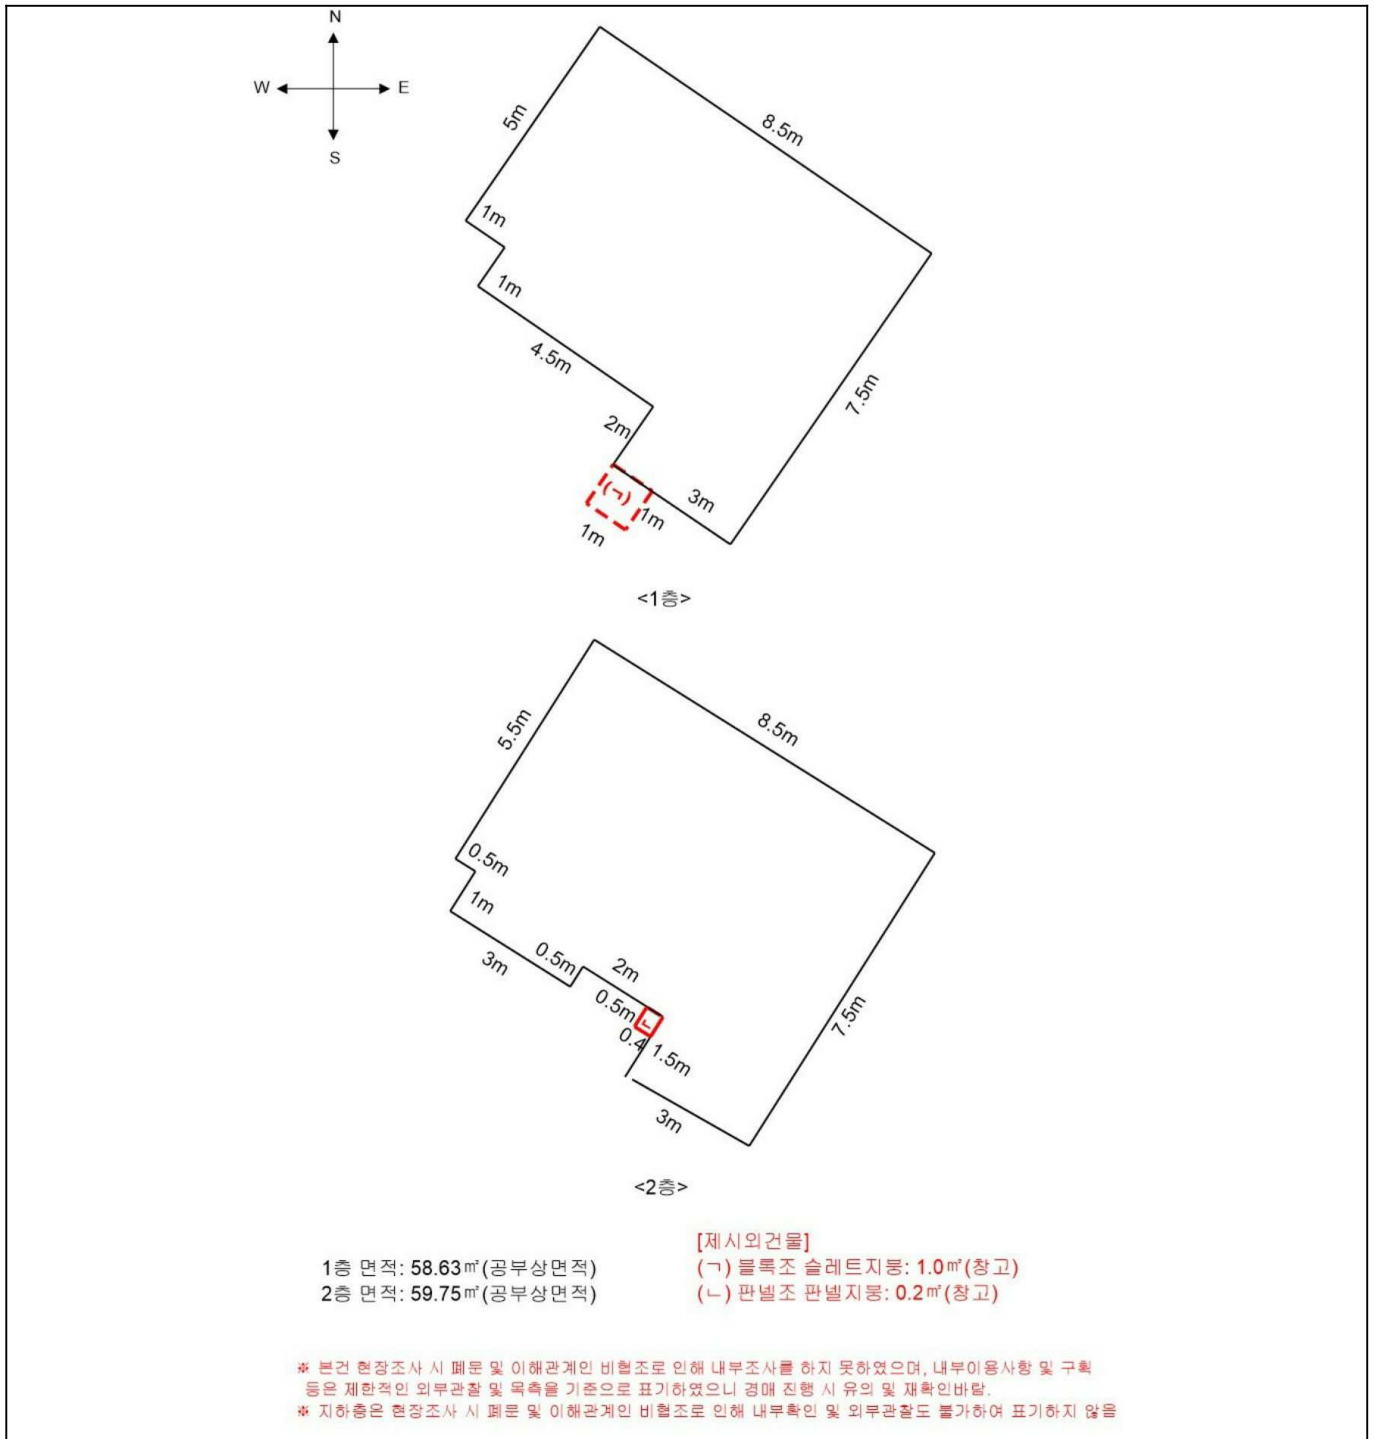 N
W
E
S
5m
8.5m
1m
1m
4.5m
7.5m
2m
(ㄱ)
3m
1m
1m
<1층>
5.5m
8.5m
0.5m
1m
3m
0.5m
2m
0.5m
ㄴ
0.4
1.5m
7.5m
3m
<2층>
1층 면적: 58.63㎡(공부상면적)
2층 면적: 59.75㎡(공부상면적)
[제시외건물]
(ㄱ) 블록조 슬레트지붕: 1.0㎡(창고)
(ㄴ) 판넬조 판넬지붕: 0.2㎡(창고)
※ 본건 현장조사 시 폐문 및 이해관계인 비협조로 인해 내부조사를 하지 못하였으며, 내부이용사항 및 구획
등은 제한적인 외부관찰 및 목측을 기준으로 표기하였으니 경매 진행 시 유의 및 재확인바람.
※ 지하층은 현장조사 시 폐문 및 이해관계인 비협조로 인해 내부확인 및 외부관찰도 불가하여 표기하지 않음